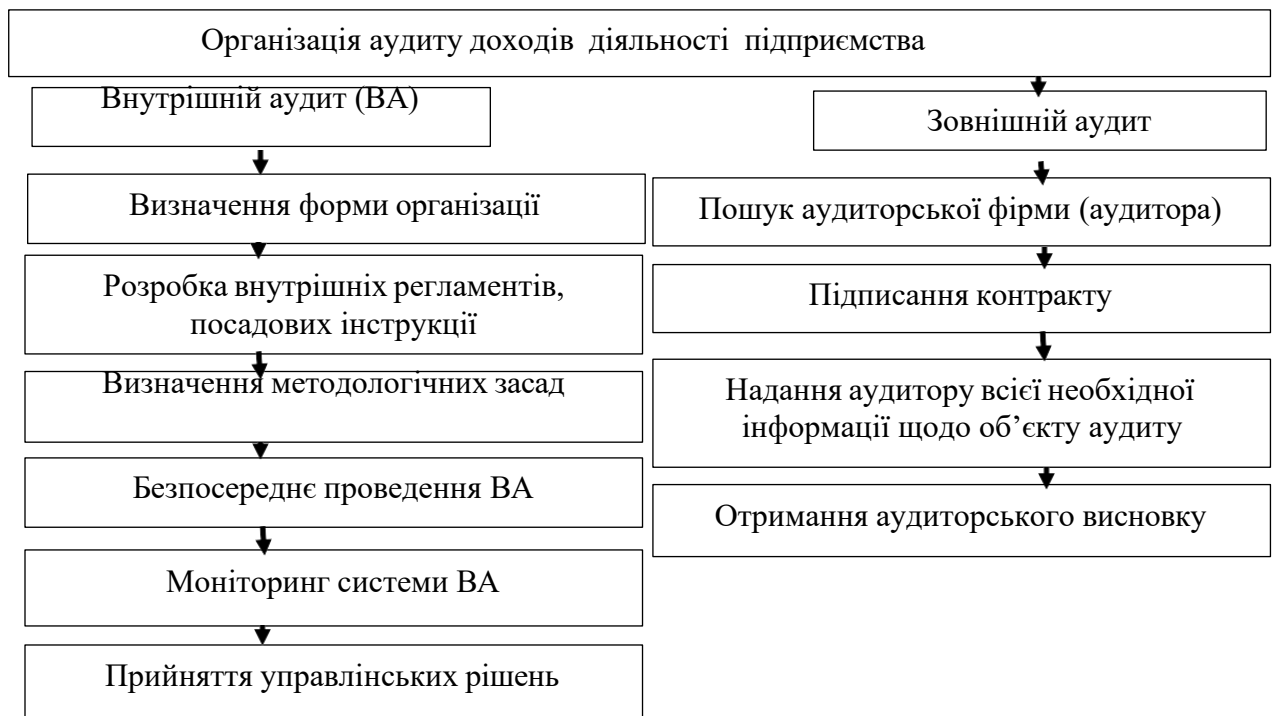 Організація аудиту доходів діяльності підприємства
Внутрішній аудит (ВА)
Визначення форми організації
Розробка внутрішніх регламентів,
посадових інструкції
Визначення методологічних засад
Безпосереднє проведення ВА
Моніторинг системи ВА
Прийняття управлінських рішень
Зовнішній аудит
Пошук аудиторської фірми (аудитора)
Підписання контракту
Надання аудитору всієї необхідної
інформації щодо об’єкту аудиту
Отримання аудиторського висновку